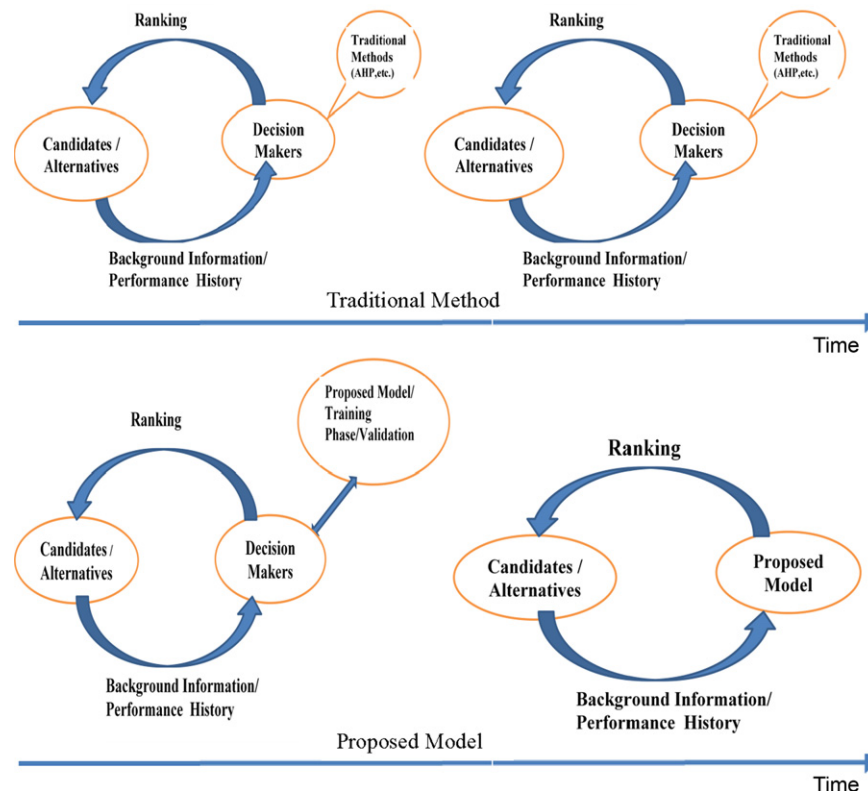 Ranking
Traditional
Methods
(AHP,etc.)
Candidates /
Alternatives
Decision
Makers
Background Information/
Performance History
Ranking
Traditional
Methods
(AHP,etc.)
Candidates /
Alternatives
Decision
Makers
Background Information/
Performance History
Traditional Method
Time
Ranking
Proposed Model/
Training
Phase/Validation
Candidates /
Alternatives
Decision
Makers
Background Information/
Performance History
Ranking
Candidates /
Alternatives
Proposed
Model
Background Information/
Performance History
Proposed Model
Time